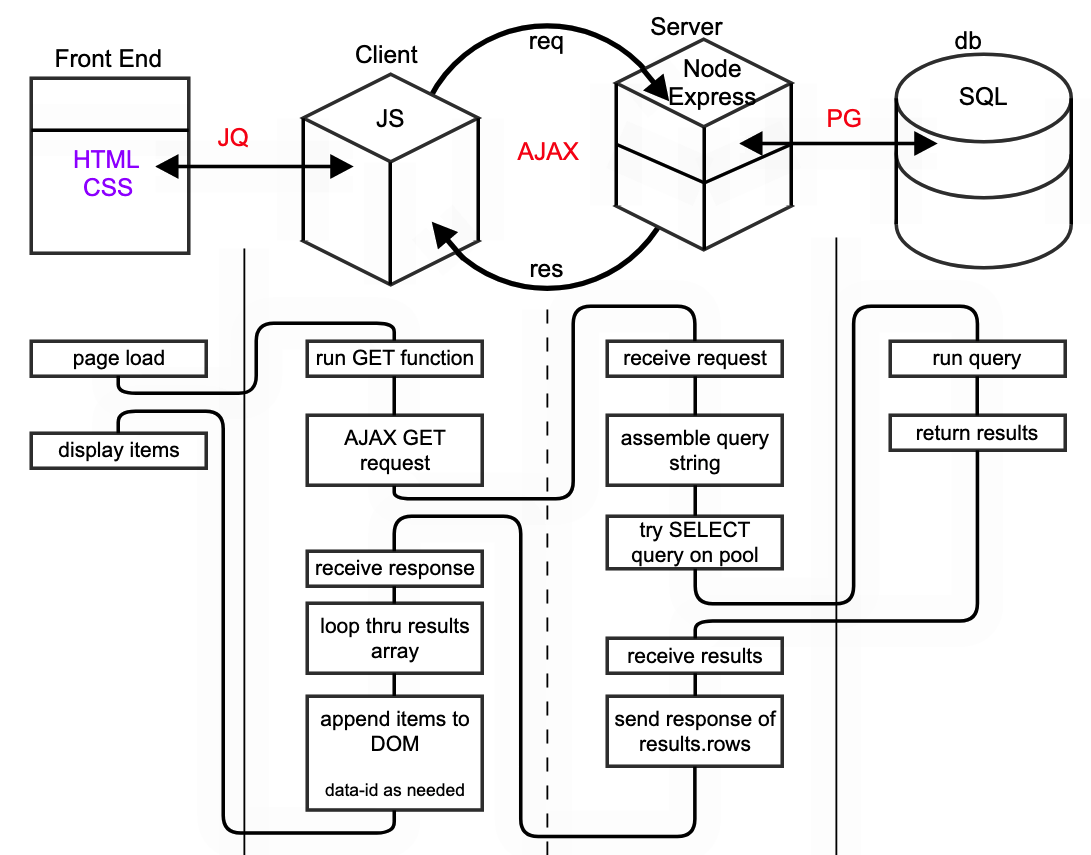 Front End
Client
req
Server
db
HTML
CSS
JQ
JS
AJAX
Node
Express
PG
SQL
res
page load
display items
run GET function
AJAX GET
request
receive response
loop thru results
array
append items to
DOM
data-id as needed
receive request
assemble query
string
try SELECT
query on pool
receive results
send response of
results.rows
run query
return results